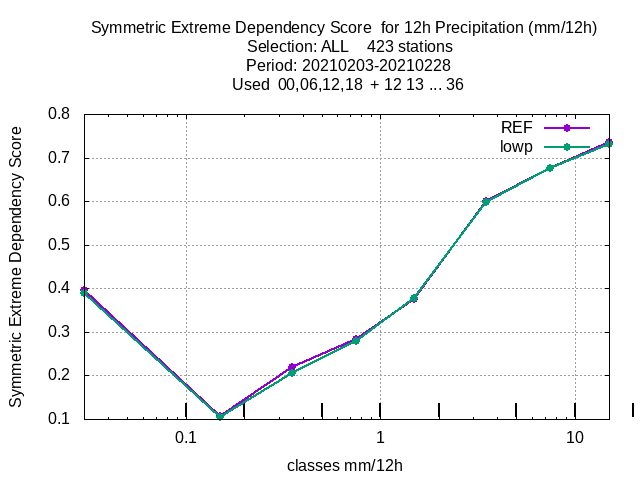 Symmetric Extreme Dependency Score  for 12h Precipitation (mm/12h)
Selection: ALL    423 stations
Period: 20210203-20210228
Used  00,06,12,18  + 12 13 ... 36
Symmetric Extreme Dependency Score
0.8
0.7
0.6
0.5
0.4
0.3
0.2
0.1
REF
lowp
0.1
1
10
classes mm/12h